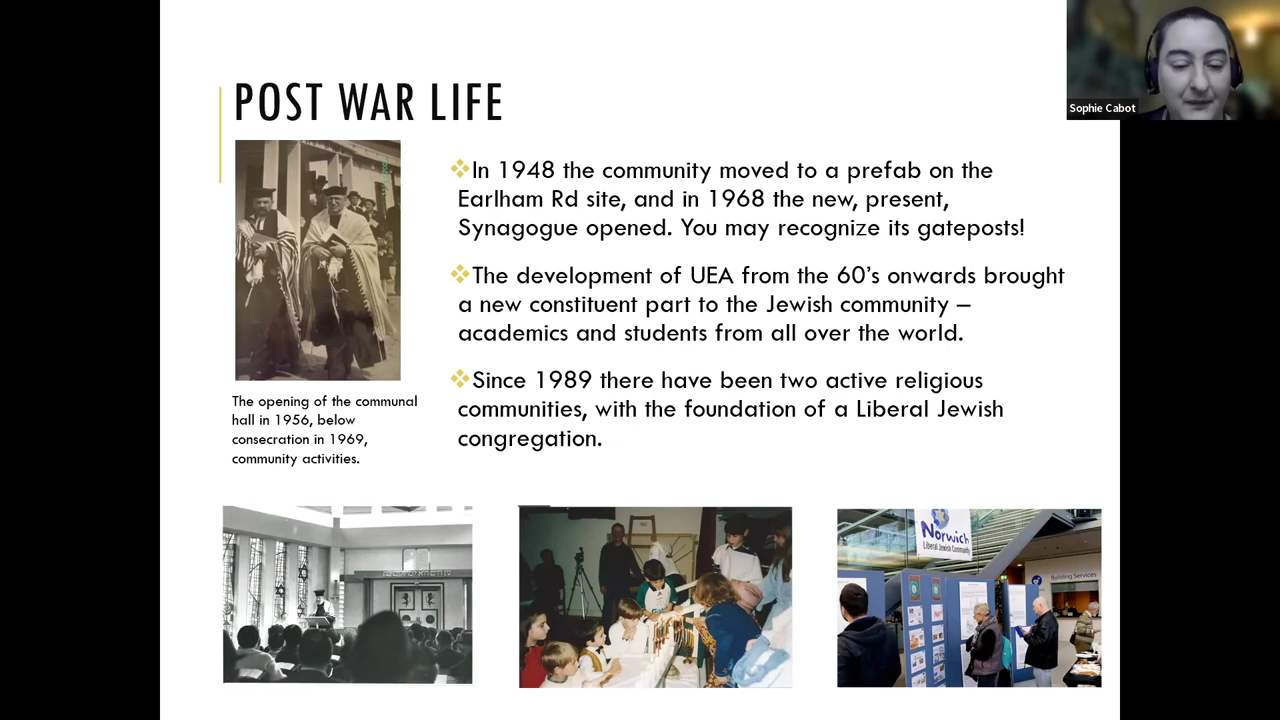 POST WAR LIFE
Sophie Cabot
❖In 1948 the community moved to a prefab on the
Earlham Rd site, and in 1968 the new, present,
Synagogue opened. You may recognize its gateposts!
❖The development of UEA from the 60’s onwards brought
a new constituent part to the Jewish community –
academics and students from all over the world.
❖Since 1989 there have been two active religious
communities, with the foundation of a Liberal Jewish
congregation.
The opening of the communal
hall in 1956, below
consecration in 1969,
community activities.
Norwich
Liberal Jewish Community
Building Services